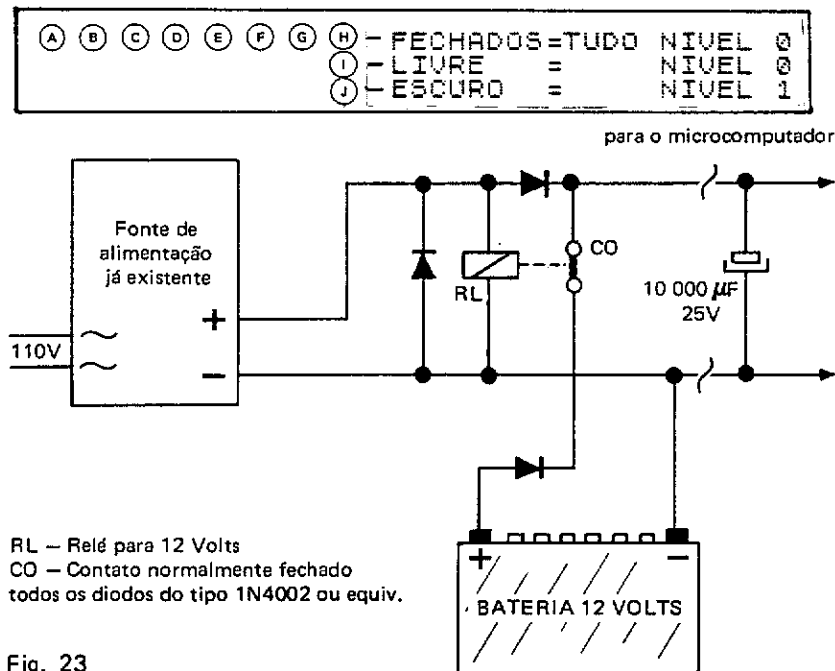 A B C D E F G H – FECHADOS=TUDO NIVEL 0
I – LIVRE = NIVEL 0
J – ESCURO = NIVEL 1
para o microcomputador
Fonte de
alimentação
já existente
+
–
110V
RL
CO
10 000 μF
25V
+ –
BATERIA 12 VOLTS
RL – Relé para 12 Volts
CO – Contato normalmente fechado
todos os diodos do tipo 1N4002 ou equiv.
Fig. 23